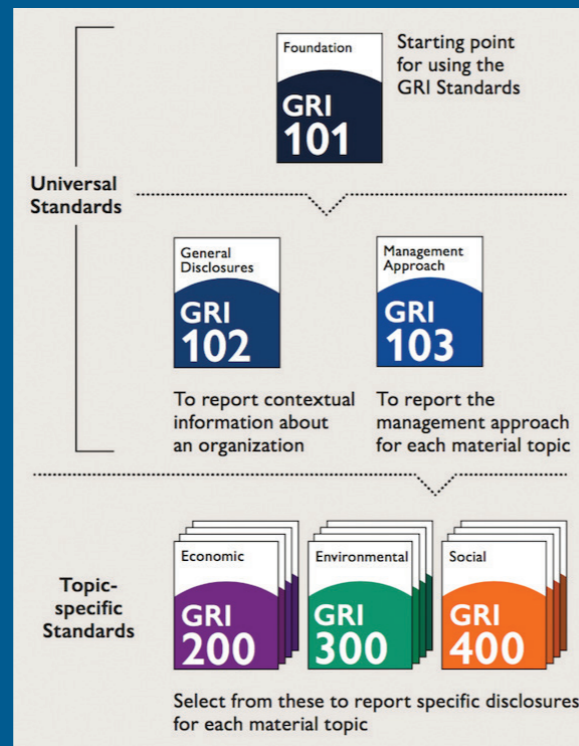 Foundation
GRI
101
Starting point
for using the
GRI Standards
Universal
Standards
General
Disclosures
GRI
102
Management
Approach
GRI
103
To report contextual
information about
an organization
To report the
management approach
for each material topic
Topic-
specific
Standards
Economic
GRI
200
Environmental
GRI
300
Social
GRI
400
Select from these to report specific disclosures
for each material topic